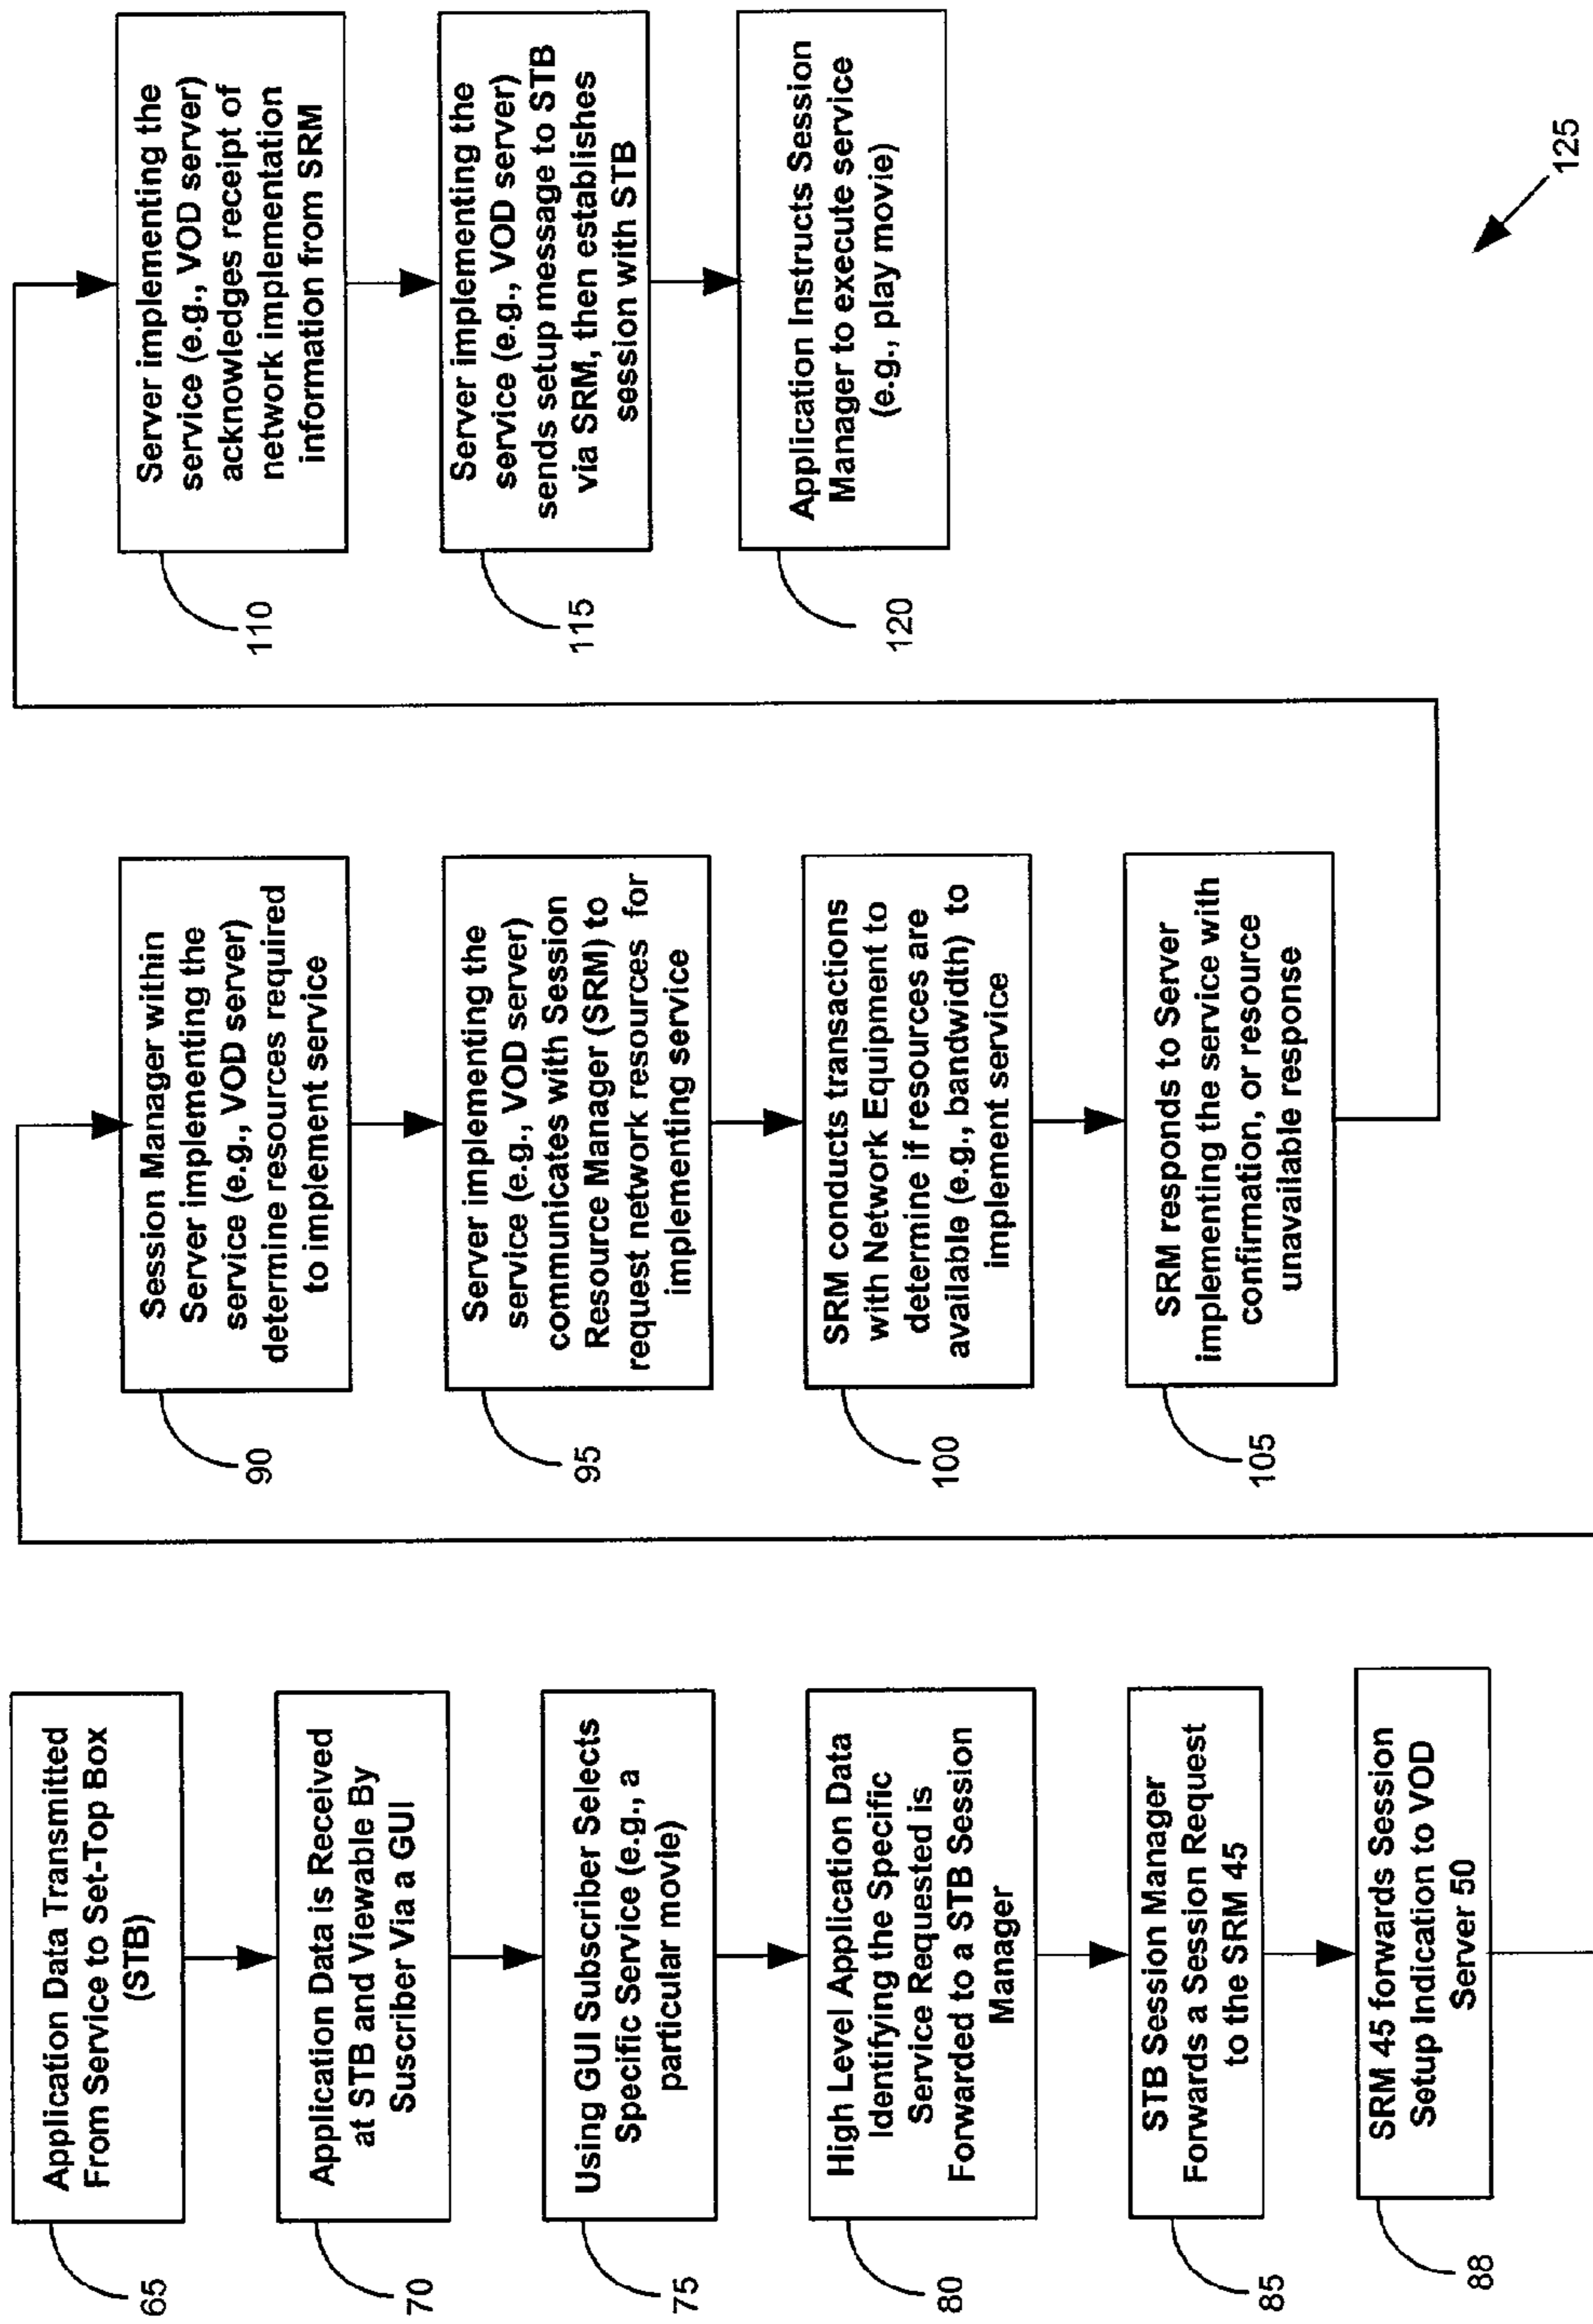 Application Data Transmitted
From Service to Set-Top Box
(STB)
65
Application Data is Received
at STB and Viewable By
Suscriber Via a GUI
70
Using GUI Subscriber Selects
Specific Service (e.g., a
particular movie)
75
High Level Application Data
Identifying the Specific
Service Requested is
Forwarded to a STB Session
Manager
80
STB Session Manager
Forwards a Session Request
to the SRM 45
85
SRM 45 forwards Session
Setup Indication to VOD
Server 50
88
Session Manager within
Server implementing the
service (e.g., VOD server)
determine resources required
to implement service
90
Server implementing the
service (e.g., VOD server)
communicates with Session
Resource Manager (SRM) to
request network resources for
implementing service
95
SRM conducts transactions
with Network Equipment to
determine if resources are
available (e.g., bandwidth) to
implement service
100
SRM responds to Server
implementing the service with
confirmation, or resource
unavailable response
105
Server implementing the
service (e.g., VOD server)
acknowledges receipt of
network implementation
information from SRM
110
Server implementing the
service (e.g., VOD server)
sends setup message to STB
via SRM, then establishes
session with STB
115
Application Instructs Session
Manager to execute service
(e.g., play movie)
120
125